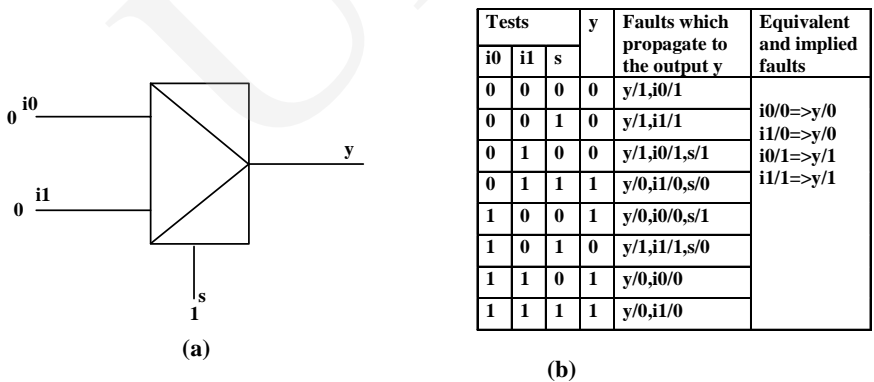 0 i0
y
0 i1
s
1
(a)
Tests y Faults which propagate to the output y Equivalent and implied faults
i0 i1 s
0 0 0 0 y/1,i0/1
0 0 1 0 y/1,i1/1
0 1 0 0 y/1,i0/1,s/1
0 1 1 1 y/0,i1/0,s/0
1 0 0 1 y/0,i0/0,s/1
1 0 1 0 y/1,i1/1,s/0
1 1 0 1 y/0,i0/0
1 1 1 1 y/0,i1/0
i0/0=>y/0
i1/0=>y/0
i0/1=>y/1
i1/1=>y/1
(b)